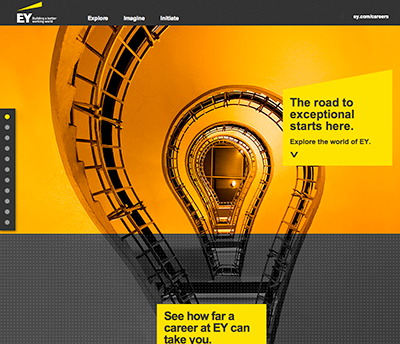 EY Building a better
working world
Explore Imagine Initiate
ey.com/careers
The road to
exceptional
starts here.
Explore the world of EY.
See how far a
career at EY can
take you.